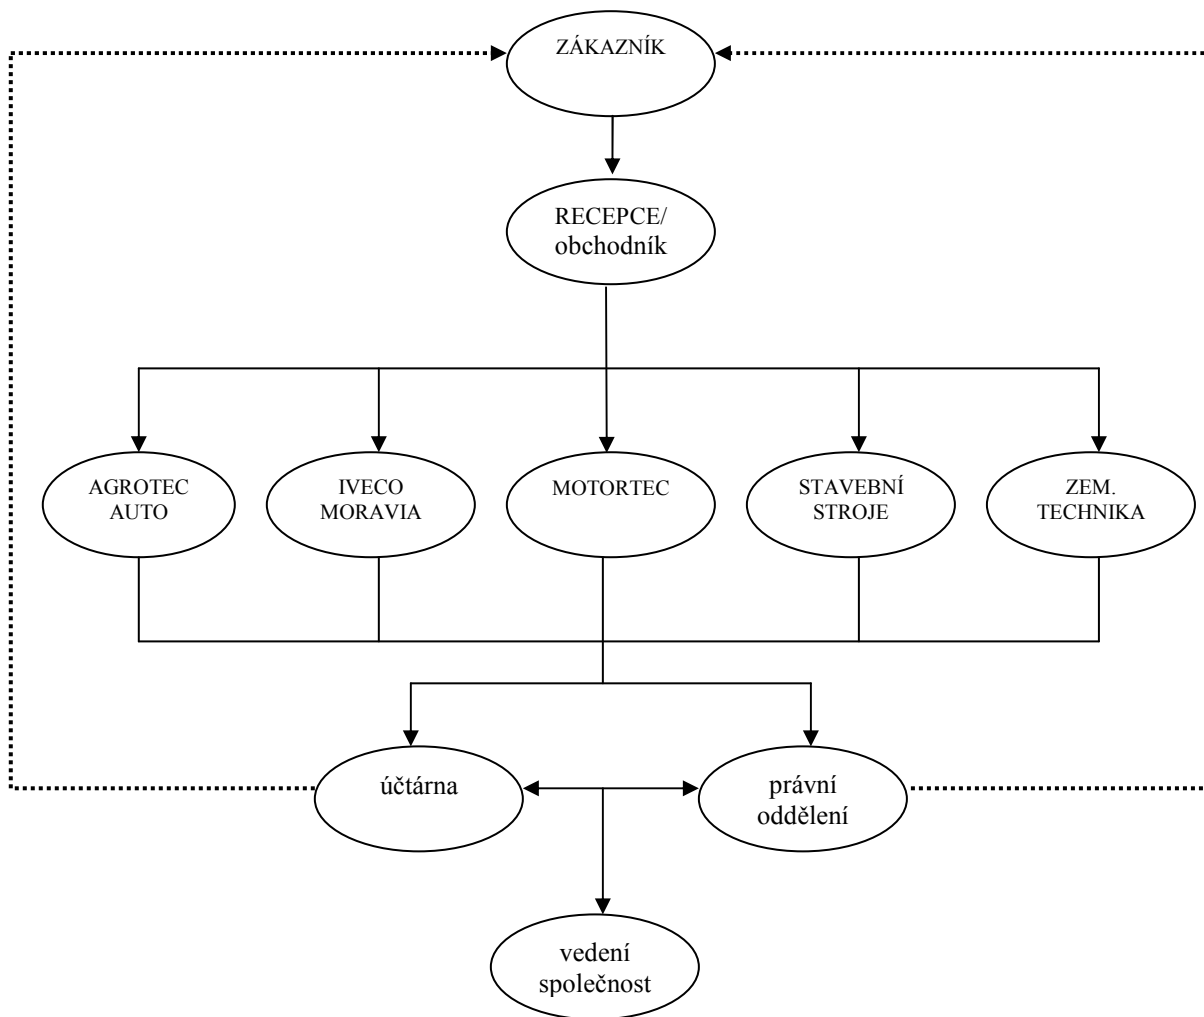 ZÁKAZNÍK
RECEPCE/
obchodník
AGROTEC
AUTO
IVECO
MORAVIA
MOTORTEC
STAVEBNÍ
STROJE
ZEM.
TECHNIKA
účtárna
právní
oddělení
vedení
společnost